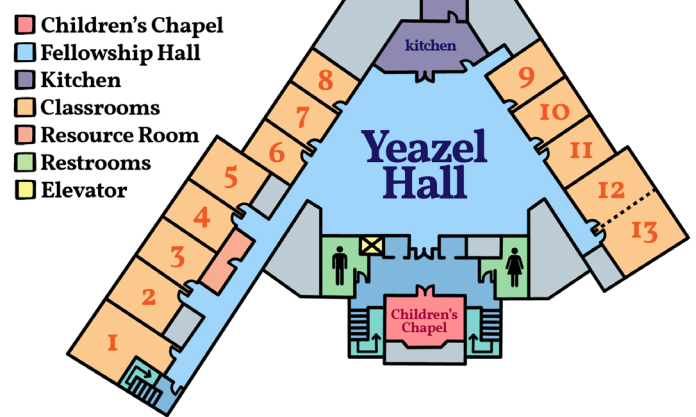 Children's Chapel
Fellowship Hall
Kitchen
Classrooms
Resource Room
Restrooms
Elevator
kitchen
8
9
7
10
6
11
Yeazel
Hall
5
12
4
13
3
2
Children's
Chapel
1